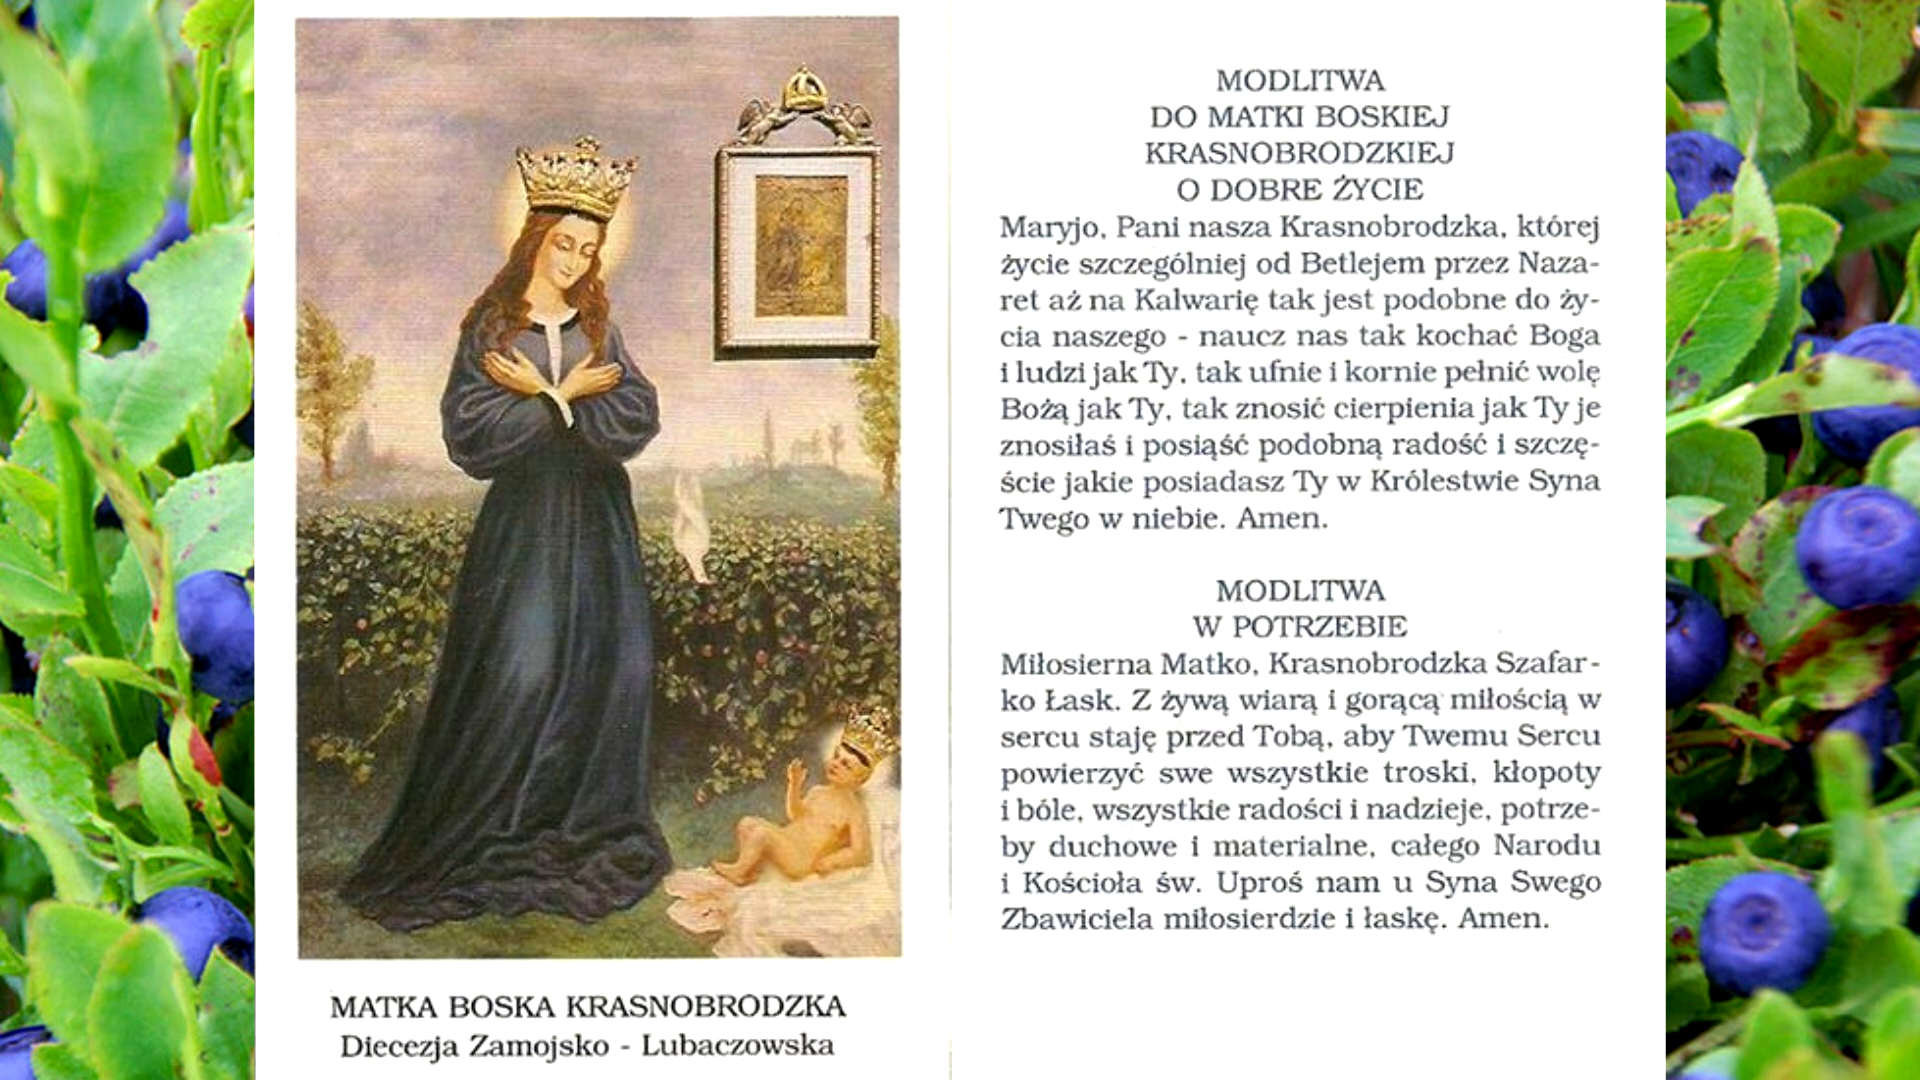 MATKA BOSKA KRASNOBRODZKA
Diecezja Zamojsko - Lubaczowska
MODLITWA
DO MATKI BOSKIEJ
KRASNOBRODZKIEJ
O DOBRE ŻYCIE
Maryjo, Pani nasza Krasnobrodzka, której
życie szczególniej od Betlejem przez Naza-
ret aż na Kalwarię tak jest podobne do ży-
cia naszego - naucz nas tak kochać Boga
i ludzi jak Ty, tak ufnie i kornie pełnić wolę
Bożą jak Ty, tak znosić cierpienia jak Ty je
znosiłaś i posiąść podobną radość i szczę-
ście jakie posiadasz Ty w Królestwie Syna
Twego w niebie. Amen.
MODLITWA
W POTRZEBIE
Miłosierna Matko, Krasnobrodzka Szafar-
ko Łask. Z żywą wiarą i gorącą miłością w
sercu staję przed Tobą, aby Twemu Sercu
powierzyć swe wszystkie troski, kłopoty
i bóle, wszystkie radości i nadzieje, potrze-
by duchowe i materialne, całego Narodu
i Kościoła św. Uproś nam u Syna Swego
Zbawiciela miłosierdzie i łaskę. Amen.